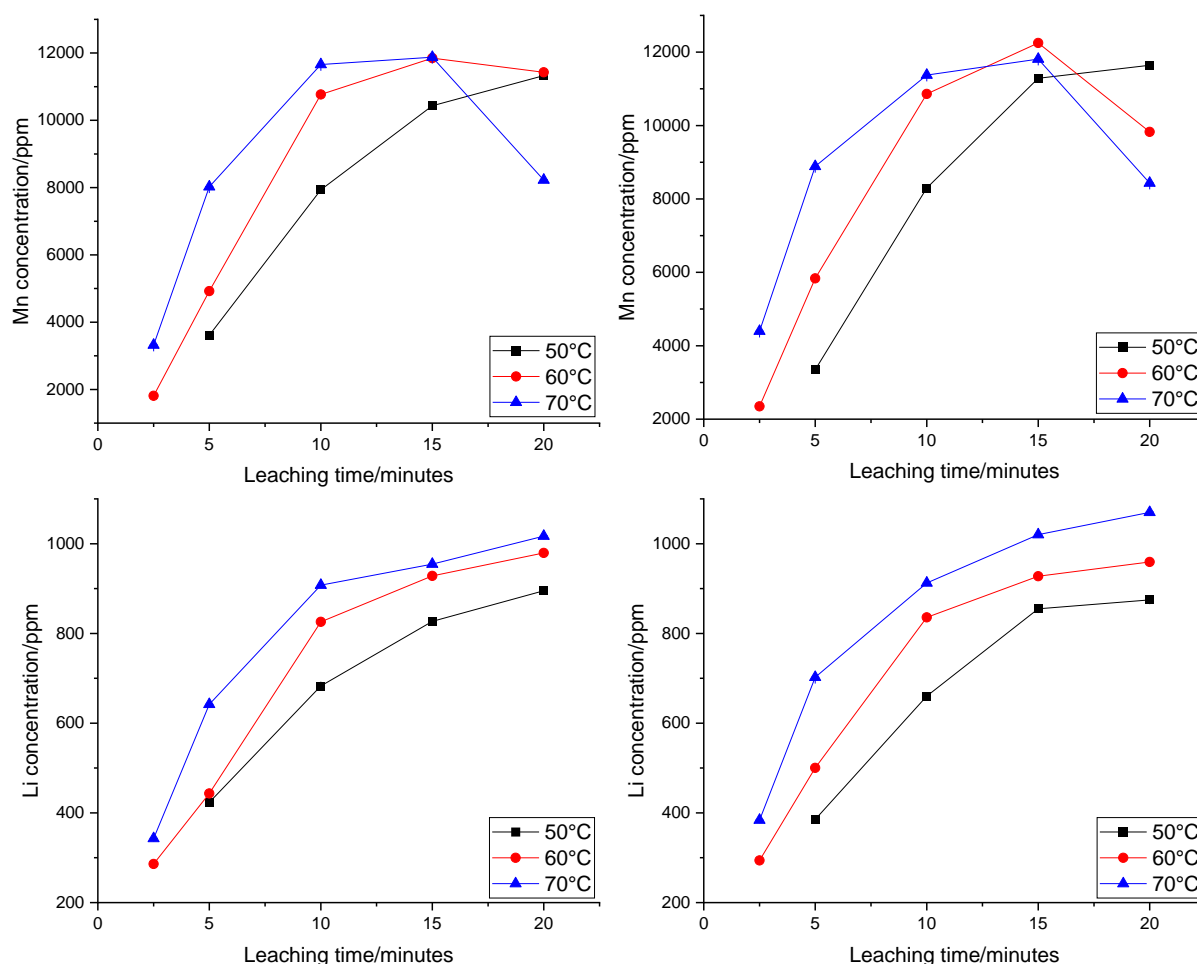 Mn concentration/ppm
12000
10000
8000
6000
4000
2000
0
5
10
15
20
Leaching time/minutes
50°C
60°C
70°C
Mn concentration/ppm
12000
10000
8000
6000
4000
2000
0
5
10
15
20
Leaching time/minutes
50°C
60°C
70°C
Li concentration/ppm
1000
800
600
400
200
0
5
10
15
20
Leaching time/minutes
50°C
60°C
70°C
Li concentration/ppm
1000
800
600
400
200
0
5
10
15
20
Leaching time/minutes
50°C
60°C
70°C